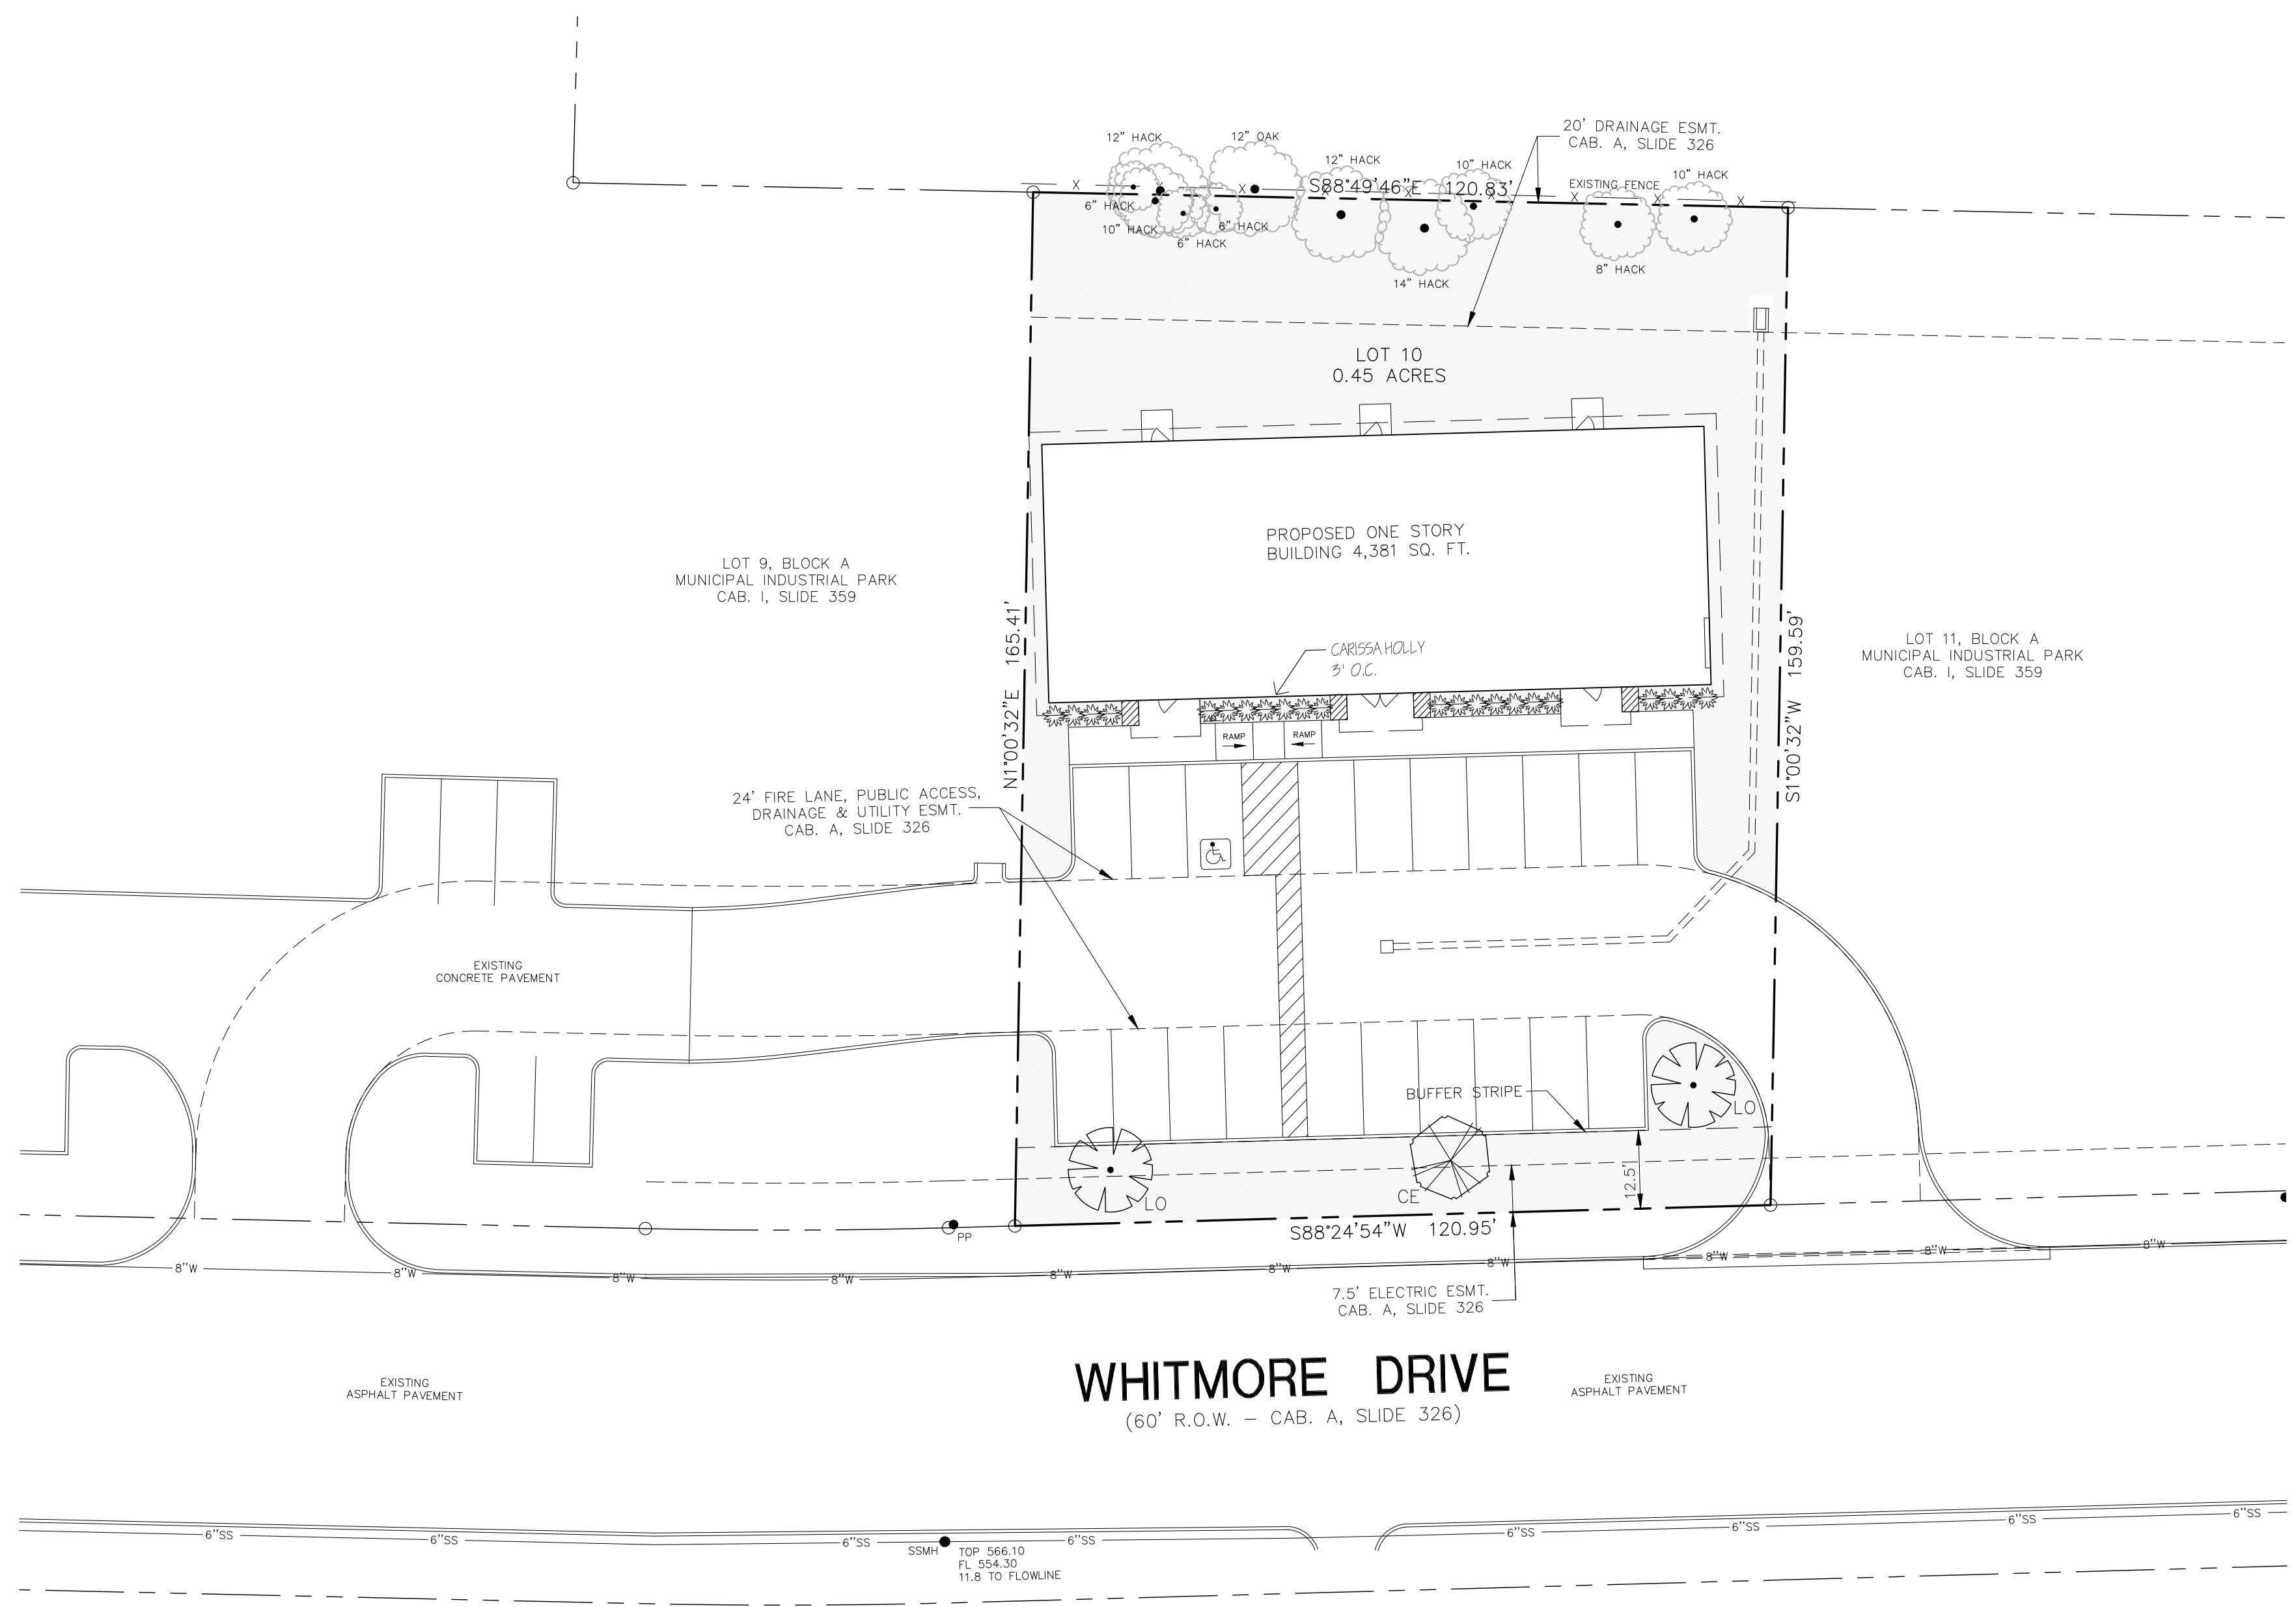 20' DRAINAGE ESMT.
CAB. A, SLIDE 326
12" HACK
12" OAK
12" HACK
10" HACK
10" HACK
X
X
S88°49'46"E 120.83'
X
X
X
EXISTING FENCE
X
X
X
6" HACK
10" HACK
6" HACK
6" HACK
14" HACK
8" HACK
LOT 10
0.45 ACRES
PROPOSED ONE STORY
BUILDING 4,381 SQ. FT.
LOT 9, BLOCK A
MUNICIPAL INDUSTRIAL PARK
CAB. I, SLIDE 359
N1°00'32"E 165.41'
CARISSA HOLLY
3' O.C.
S1°00'32"W 159.59'
LOT 11, BLOCK A
MUNICIPAL INDUSTRIAL PARK
CAB. I, SLIDE 359
RAMP
RAMP
24' FIRE LANE, PUBLIC ACCESS,
DRAINAGE & UTILITY ESMT.
CAB. A, SLIDE 326
EXISTING
CONCRETE PAVEMENT
BUFFER STRIPE
LO
LO
CE
12.5'
PP
S88°24'54"W 120.95'
8"W
8"W
8"W
8"W
8"W
8"W
8"W
8"W
8"W
8"W
7.5' ELECTRIC ESMT.
CAB. A, SLIDE 326
WHITMORE DRIVE
(60' R.O.W. – CAB. A, SLIDE 326)
EXISTING
ASPHALT PAVEMENT
EXISTING
ASPHALT PAVEMENT
6"SS
6"SS
6"SS
6"SS
6"SS
6"SS
6"SS
6"SS
SSMH
TOP 566.10
FL 554.30
11.8 TO FLOWLINE